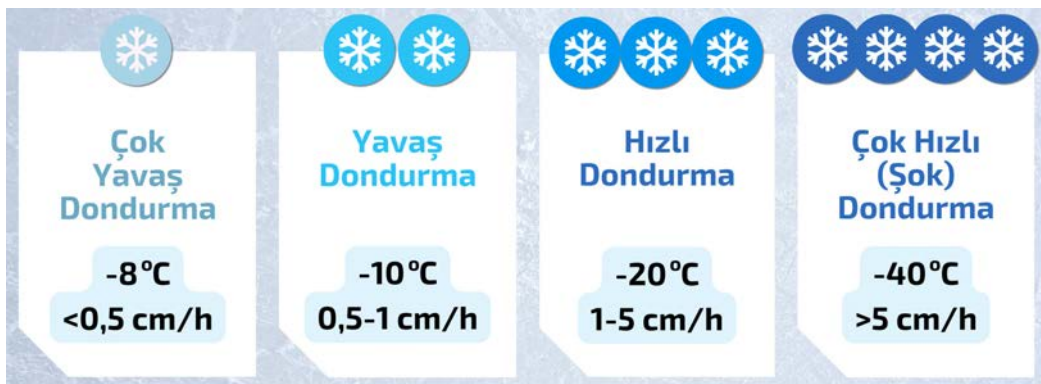 Çok
Yavaş
Dondurma
-8°C
<0,5 cm/h
Yavaş
Dondurma
-10°C
0,5-1 cm/h
Hızlı
Dondurma
-20°C
1-5 cm/h
Çok Hızlı
(Şok)
Dondurma
-40°C
>5 cm/h